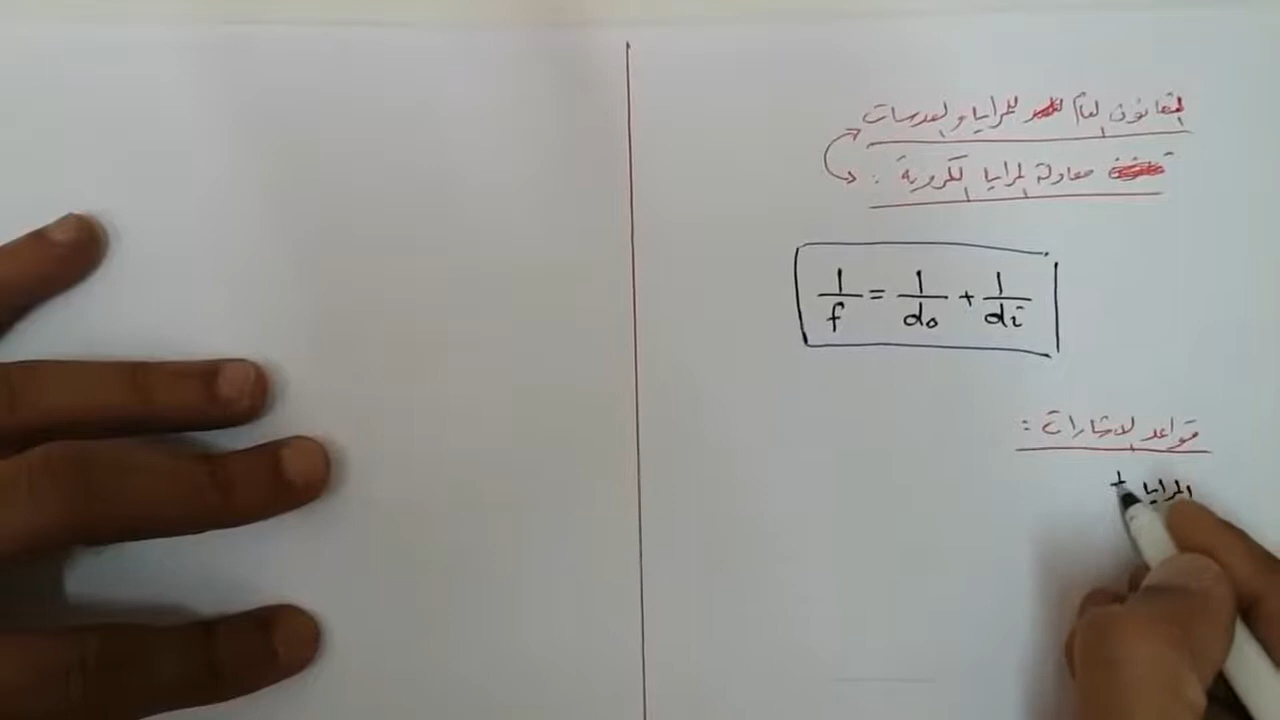 القانون العام للمرايا والعدسات
معادلة المرايا الكروية :
1/f = 1/do + 1/di
قواعد الاشارات :
المرايا